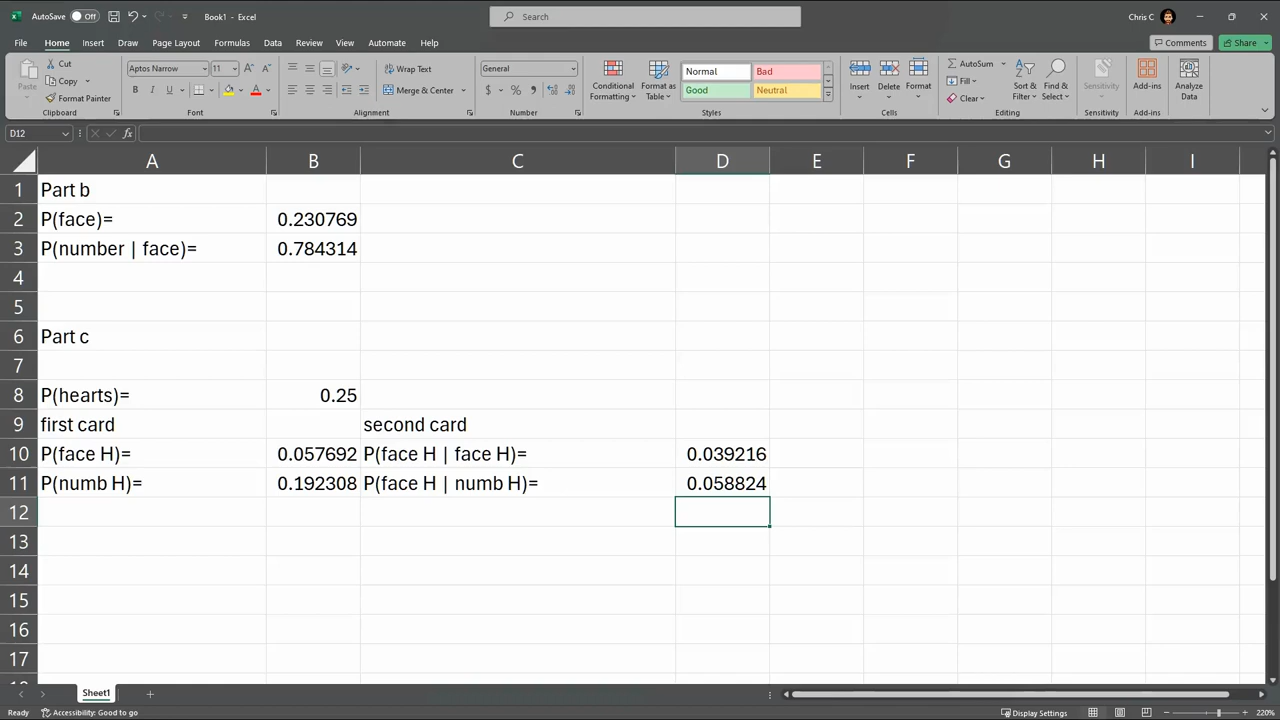 AutoSave Off Book1 - Excel Search Chris C
File Home Insert Draw Page Layout Formulas Data Review View Automate Help Comments Share
Paste Cut Copy Format Painter Clipboard
Aptos Narrow 11 A A B I U A Font
Wrap Text Merge & Center Alignment
General $ % 9 Number
Conditional Formatting Format as Table Normal Bad Good Neutral Styles
Insert Delete Format Cells
AutoSum Fill Clear Sort & Filter Find & Select Editing
Sensitivity Sensitivity
Add-ins Add-ins
Analyze Data
D12 fx
A B C D E F G H I
1 Part b
2 P(face)= 0.230769
3 P(number | face)= 0.784314
4
5
6 Part c
7
8 P(hearts)= 0.25
9 first card second card
10 P(face H)= 0.057692 P(face H | face H)= 0.039216
11 P(numb H)= 0.192308 P(face H | numb H)= 0.058824
12
13
14
15
16
17
Sheet1
Ready Accessibility: Good to go Display Settings 220%